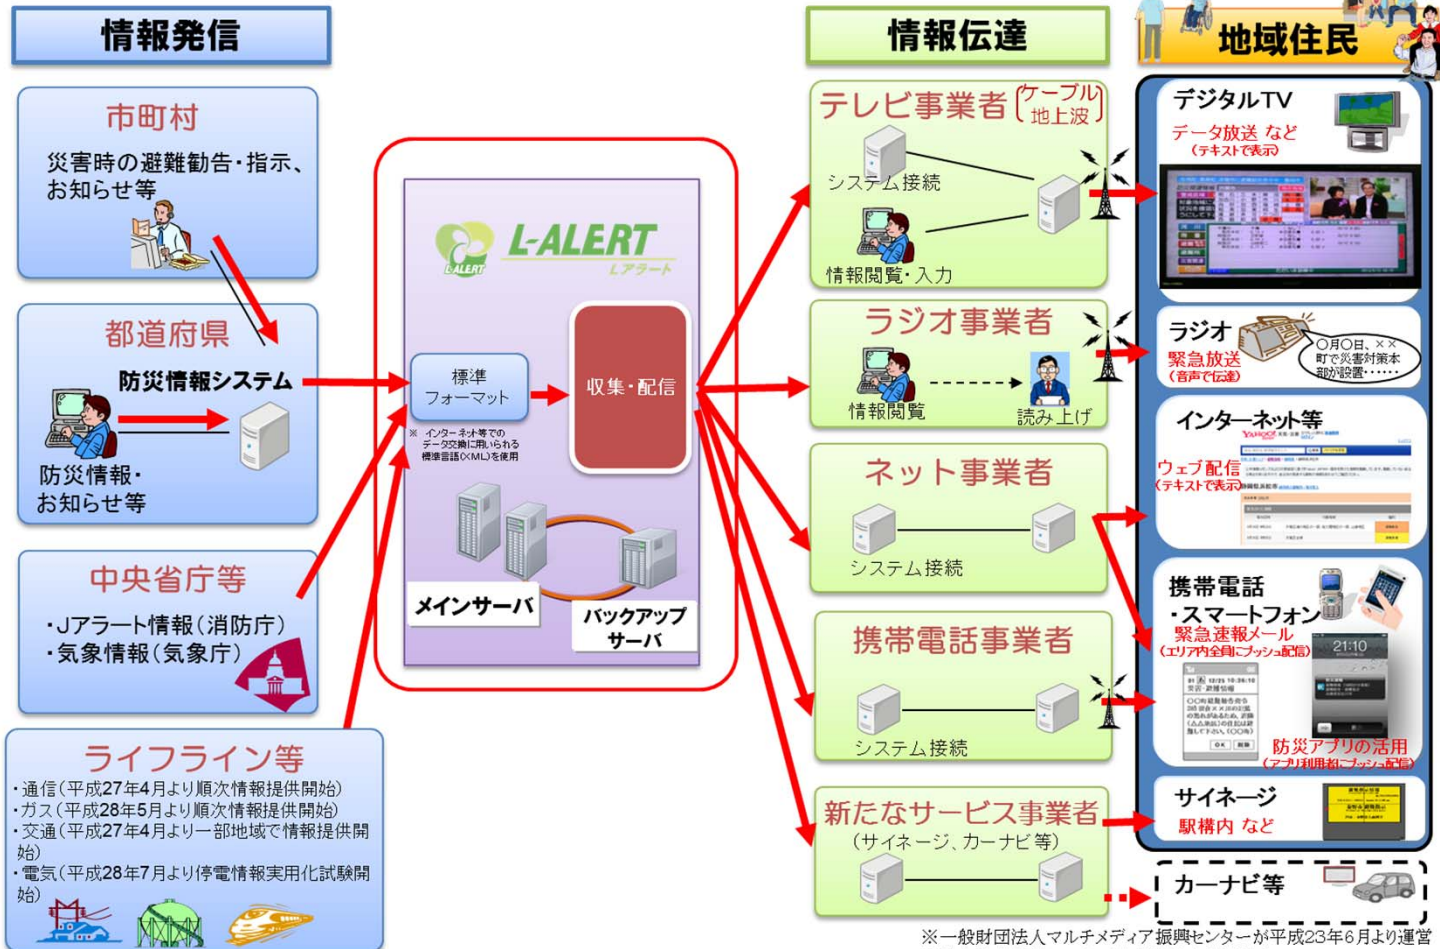 情報発信
市町村
災害時の避難勧告・指示、
お知らせ等
都道府県
防災情報システム
防災情報・
お知らせ等
中央省庁等
・Jアラート情報(消防庁)
・気象情報(気象庁)
ライフライン等
・通信(平成27年4月より順次情報提供開始)
・ガス(平成28年5月より順次情報提供開始)
・交通(平成27年4月より一部地域で情報提供開
始)
・電気(平成28年7月より停電情報実用化試験開
始)
L-ALERT
L-ALERT
Lアラート
標準
フォーマット
※ インターネット等での
データ交換に用いられる
標準言語(XML)を使用
収集・配信
メインサーバ
バックアップ
サーバ
情報伝達
テレビ事業者
ケーブル
地上波
システム接続
情報閲覧・入力
ラジオ事業者
情報閲覧
読み上げ
ネット事業者
システム接続
携帯電話事業者
システム接続
新たなサービス事業者
(サイネージ、カーナビ等)
地域住民
デジタルTV
データ放送 など
(テキストで表示)
ラジオ
緊急放送
(音声で伝達)
〇月〇日、××
町で災害対策本
部が設置……
インターネット等
YAHOO!
ウェブ配信
(テキストで表示)
携帯電話
・スマートフォン
緊急速報メール
(エリア内全員にプッシュ配信)
21:10
12/25 10:36:10
災害・避難情報
OK
削除
防災アプリの活用
(アプリ利用者にプッシュ配信)
サイネージ
駅構内 など
カーナビ等
※一般財団法人マルチメディア振興センターが平成23年6月より運営